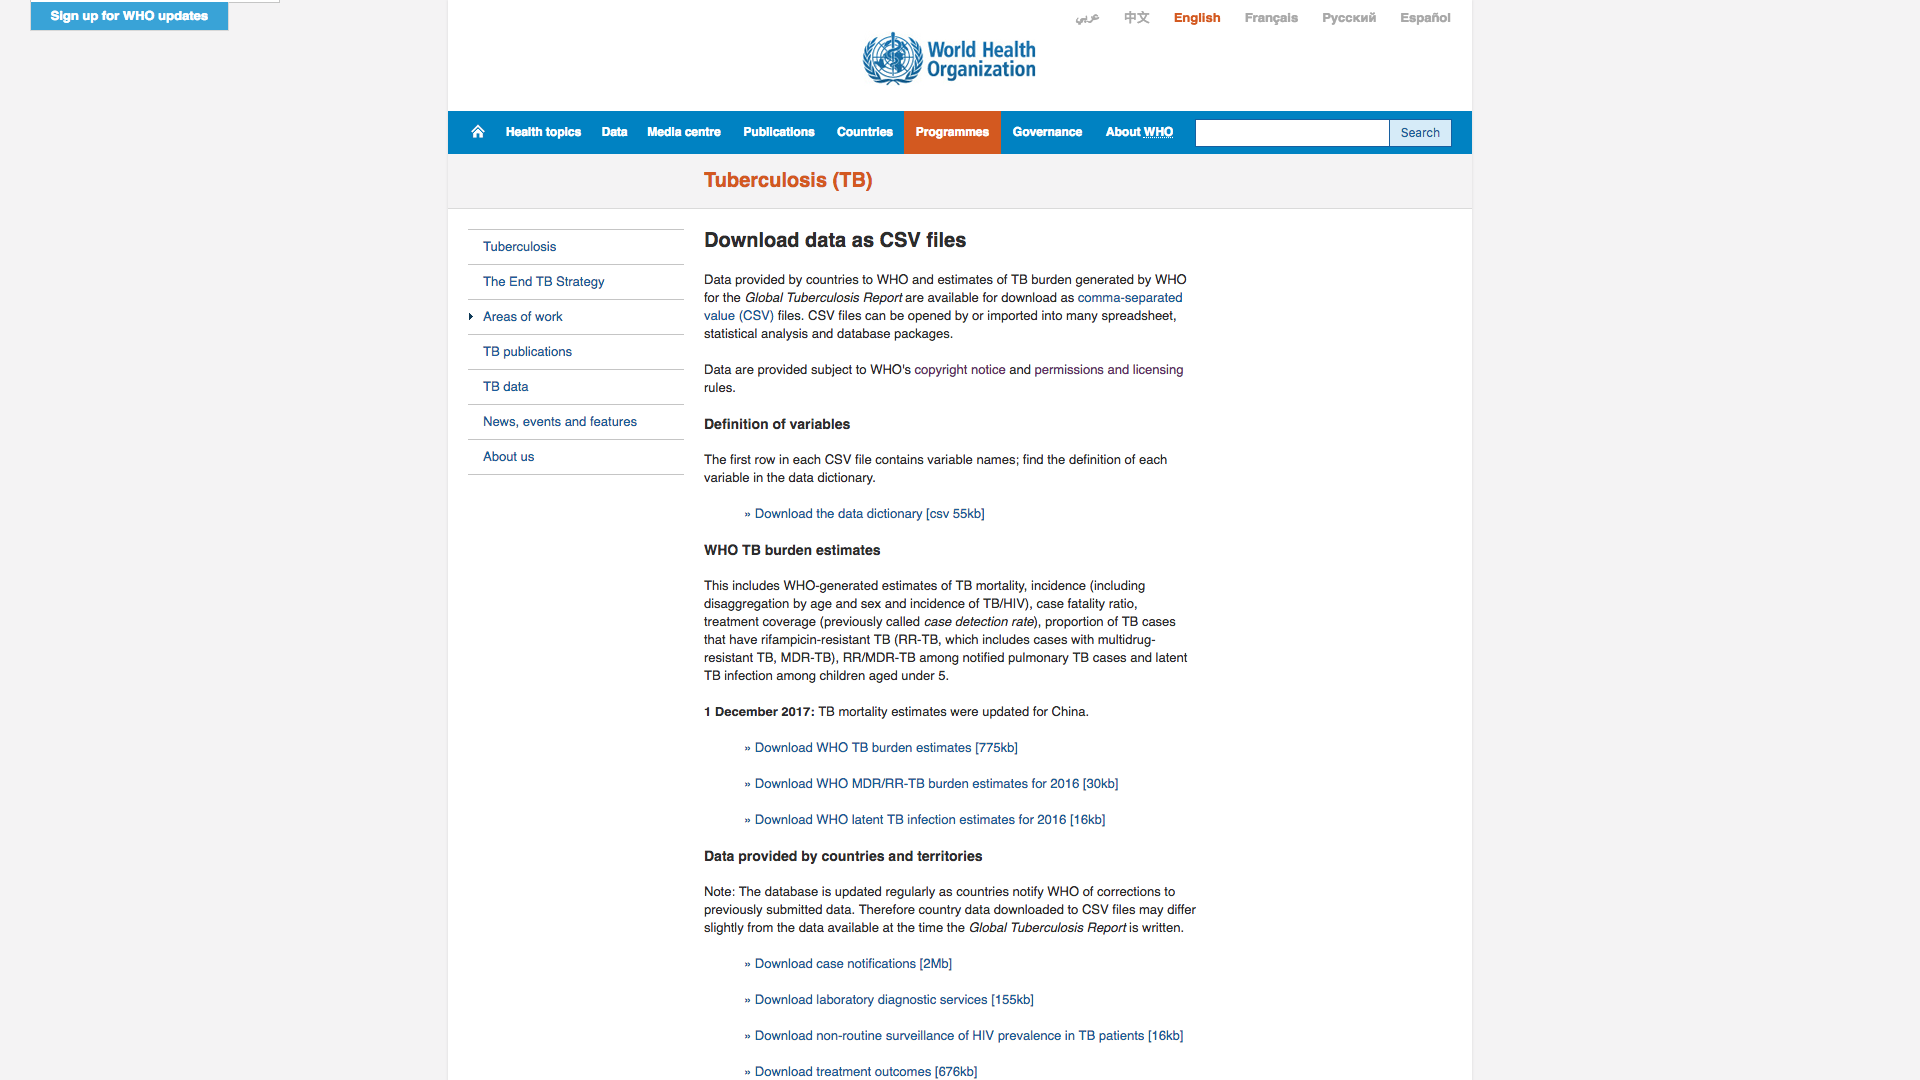 Sign up for WHO updates
عربي 中文 English Français Русский Español
World Health
Organization
Health topics Data Media centre Publications Countries Programmes Governance About WHO Search
Tuberculosis (TB)
Tuberculosis
The End TB Strategy
Areas of work
TB publications
TB data
News, events and features
About us
Download data as CSV files
Data provided by countries to WHO and estimates of TB burden generated by WHO
for the Global Tuberculosis Report are available for download as comma-separated
value (CSV) files. CSV files can be opened by or imported into many spreadsheet,
statistical analysis and database packages.
Data are provided subject to WHO's copyright notice and permissions and licensing
rules.
Definition of variables
The first row in each CSV file contains variable names; find the definition of each
variable in the data dictionary.
» Download the data dictionary [csv 55kb]
WHO TB burden estimates
This includes WHO-generated estimates of TB mortality, incidence (including
disaggregation by age and sex and incidence of TB/HIV), case fatality ratio,
treatment coverage (previously called case detection rate), proportion of TB cases
that have rifampicin-resistant TB (RR-TB, which includes cases with multidrug-
resistant TB, MDR-TB), RR/MDR-TB among notified pulmonary TB cases and latent
TB infection among children aged under 5.
1 December 2017: TB mortality estimates were updated for China.
» Download WHO TB burden estimates [775kb]
» Download WHO MDR/RR-TB burden estimates for 2016 [30kb]
» Download WHO latent TB infection estimates for 2016 [16kb]
Data provided by countries and territories
Note: The database is updated regularly as countries notify WHO of corrections to
previously submitted data. Therefore country data downloaded to CSV files may differ
slightly from the data available at the time the Global Tuberculosis Report is written.
» Download case notifications [2Mb]
» Download laboratory diagnostic services [155kb]
» Download non-routine surveillance of HIV prevalence in TB patients [16kb]
» Download treatment outcomes [676kb]